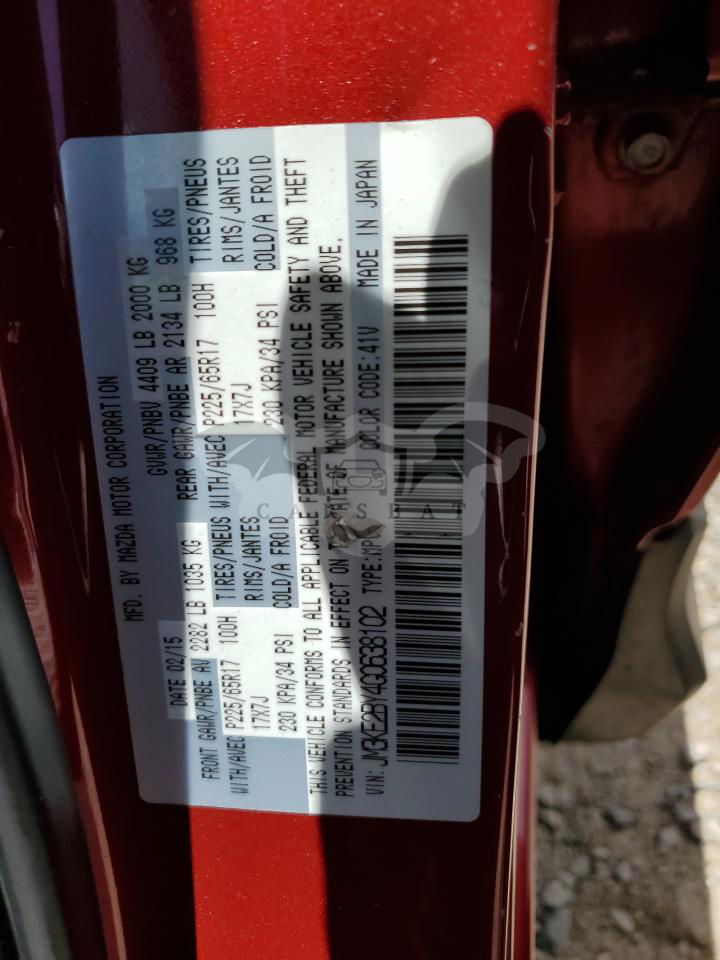 MFD. BY MAZDA MOTOR CORPORATION
DATE 02/15 GVWR/PNBV 4409 LB 2000 KG
FRONT GAWR/PNBE AV 2282 LB 1035 KG REAR GAWR/PNBE AR 2134 LB 968 KG
WITH/AVEC P225/65R17 100H TIRES/PNEUS WITH/AVEC P225/65R17 100H TIRES/PNEUS
17X7J RIMS/JANTES 17X7J RIMS/JANTES
230 KPA/34 PSI COLD/A FROID 230 KPA/34 PSI COLD/A FROID
THIS VEHICLE CONFORMS TO ALL APPLICABLE FEDERAL MOTOR VEHICLE SAFETY AND THEFT
PREVENTION STANDARDS IN EFFECT ON THE DATE OF MANUFACTURE SHOWN ABOVE.
VIN: JM3KE2BY4G0638102 TYPE: COLOR CODE:41V MADE IN JAPAN
CARSBAT